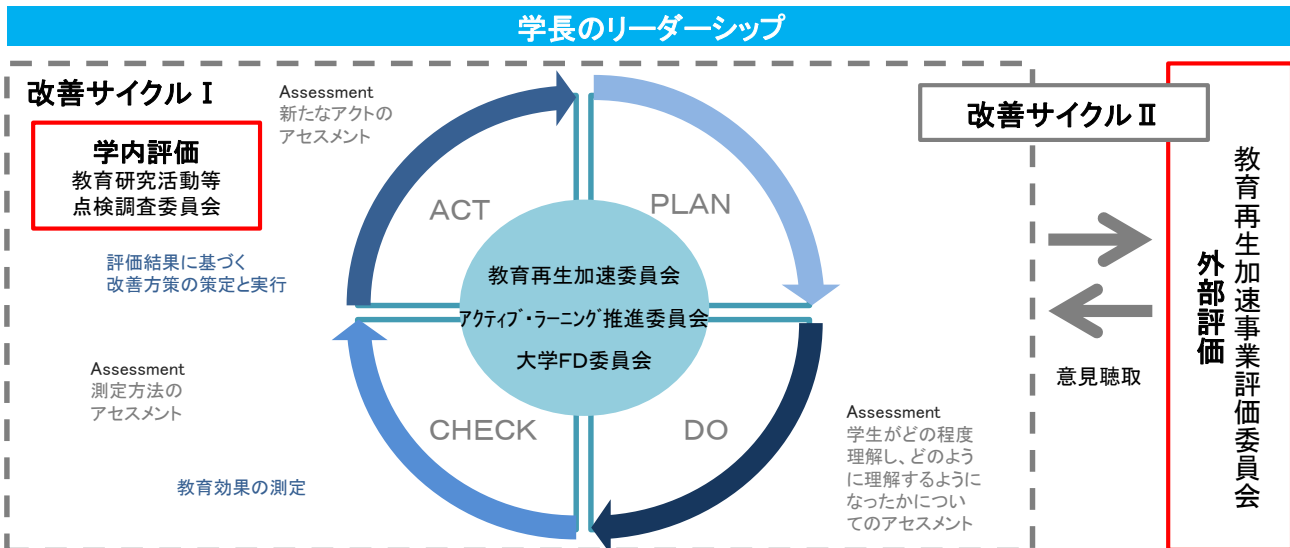 学長のリーダーシップ
改善サイクルⅠ
学内評価
教育研究活動等
点検調査委員会
Assessment
新たなアクトの
アセスメント
ACT
PLAN
評価結果に基づく
改善方策の策定と実行
教育再生加速委員会
アクティブ・ラーニング推進委員会
大学FD委員会
Assessment
測定方法の
アセスメント
CHECK
DO
教育効果の測定
Assessment
学生がどの程度
理解し、どのよう
に理解するように
なったかについ
てのアセスメント
改善サイクルⅡ
意見聴取
外部評価
教育再生加速事業評価委員会